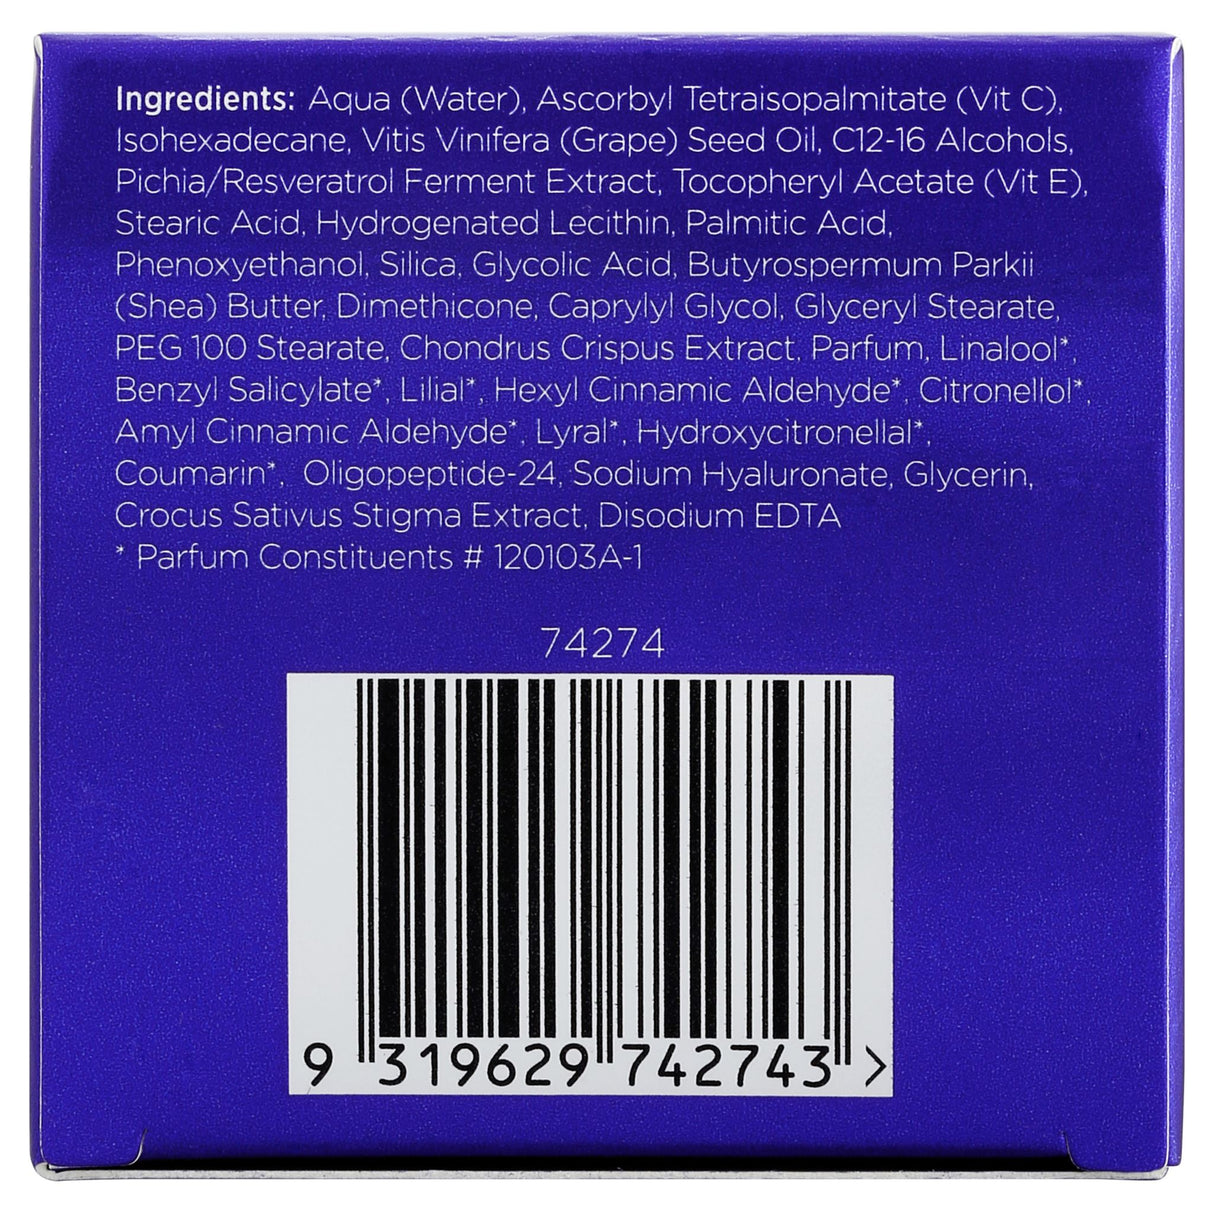 Ingredients: Aqua (Water), Ascorbyl Tetraisopalmitate (Vit C),
Isohexadecane, Vitis Vinifera (Grape) Seed Oil, C12-16 Alcohols,
Pichia/Resveratrol Ferment Extract, Tocopheryl Acetate (Vit E),
Stearic Acid, Hydrogenated Lecithin, Palmitic Acid,
Phenoxyethanol, Silica, Glycolic Acid, Butyrospermum Parkii
(Shea) Butter, Dimethicone, Caprylyl Glycol, Glyceryl Stearate,
PEG 100 Stearate, Chondrus Crispus Extract, Parfum, Linalool*,
Benzyl Salicylate*, Lilial*, Hexyl Cinnamic Aldehyde*, Citronellol*,
Amyl Cinnamic Aldehyde*, Lyral*, Hydroxycitronellal*,
Coumarin*, Oligopeptide-24, Sodium Hyaluronate, Glycerin,
Crocus Sativus Stigma Extract, Disodium EDTA
* Parfum Constituents # 120103A-1
74274
9 319629 742743 >